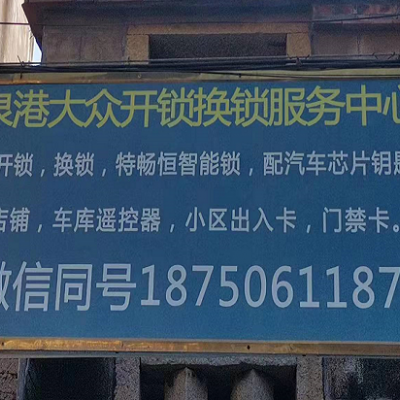 泉港大众开锁换锁服务中心
开锁，换锁，特畅恒智能锁，配汽车芯片钥匙
店铺，车库遥控器，小区出入卡，门禁卡。
微信同号187506118７